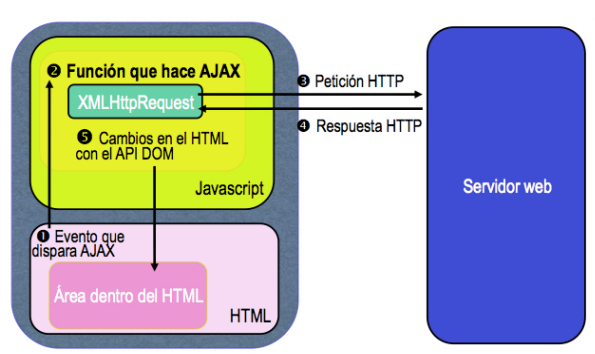 ❷ Función que hace AJAX
XMLHttpRequest
❸ Petición HTTP
❹ Respuesta HTTP
❺ Cambios en el HTML
con el API DOM
Javascript
Servidor web
❶ Evento que
dispara AJAX
Área dentro del HTML
HTML